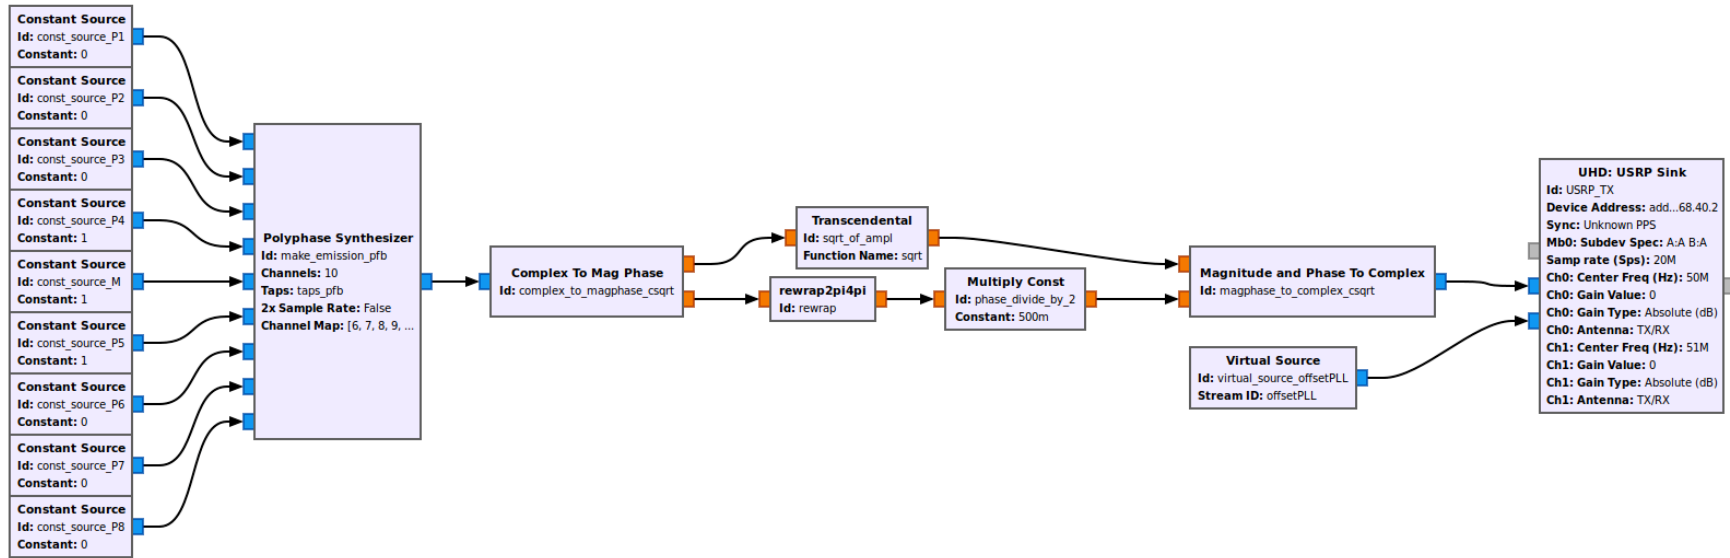 Constant Source
Id: const_source_P1
Constant: 0
Constant Source
Id: const_source_P2
Constant: 0
Constant Source
Id: const_source_P3
Constant: 0
Constant Source
Id: const_source_P4
Constant: 1
Constant Source
Id: const_source_M
Constant: 1
Constant Source
Id: const_source_P5
Constant: 1
Constant Source
Id: const_source_P6
Constant: 0
Constant Source
Id: const_source_P7
Constant: 0
Constant Source
Id: const_source_P8
Constant: 0
Polyphase Synthesizer
Id: make_emission_pfb
Channels: 10
Taps: taps_pfb
2x Sample Rate: False
Channel Map: [6, 7, 8, 9, ...
Complex To Mag Phase
Id: complex_to_magphase_csqrt
Transcendental
Id: sqrt_of_ampl
Function Name: sqrt
rewrap2pi4pi
Id: rewrap
Multiply Const
Id: phase_divide_by_2
Constant: 500m
Magnitude and Phase To Complex
Id: magphase_to_complex_csqrt
Virtual Source
Id: virtual_source_offsetPLL
Stream ID: offsetPLL
UHD: USRP Sink
Id: USRP_TX
Device Address: add...68.40.2
Sync: Unknown PPS
Mb0: Subdev Spec: A:A B:A
Samp rate (Sps): 20M
Ch0: Center Freq (Hz): 50M
Ch0: Gain Value: 0
Ch0: Gain Type: Absolute (dB)
Ch0: Antenna: TX/RX
Ch1: Center Freq (Hz): 51M
Ch1: Gain Value: 0
Ch1: Gain Type: Absolute (dB)
Ch1: Antenna: TX/RX